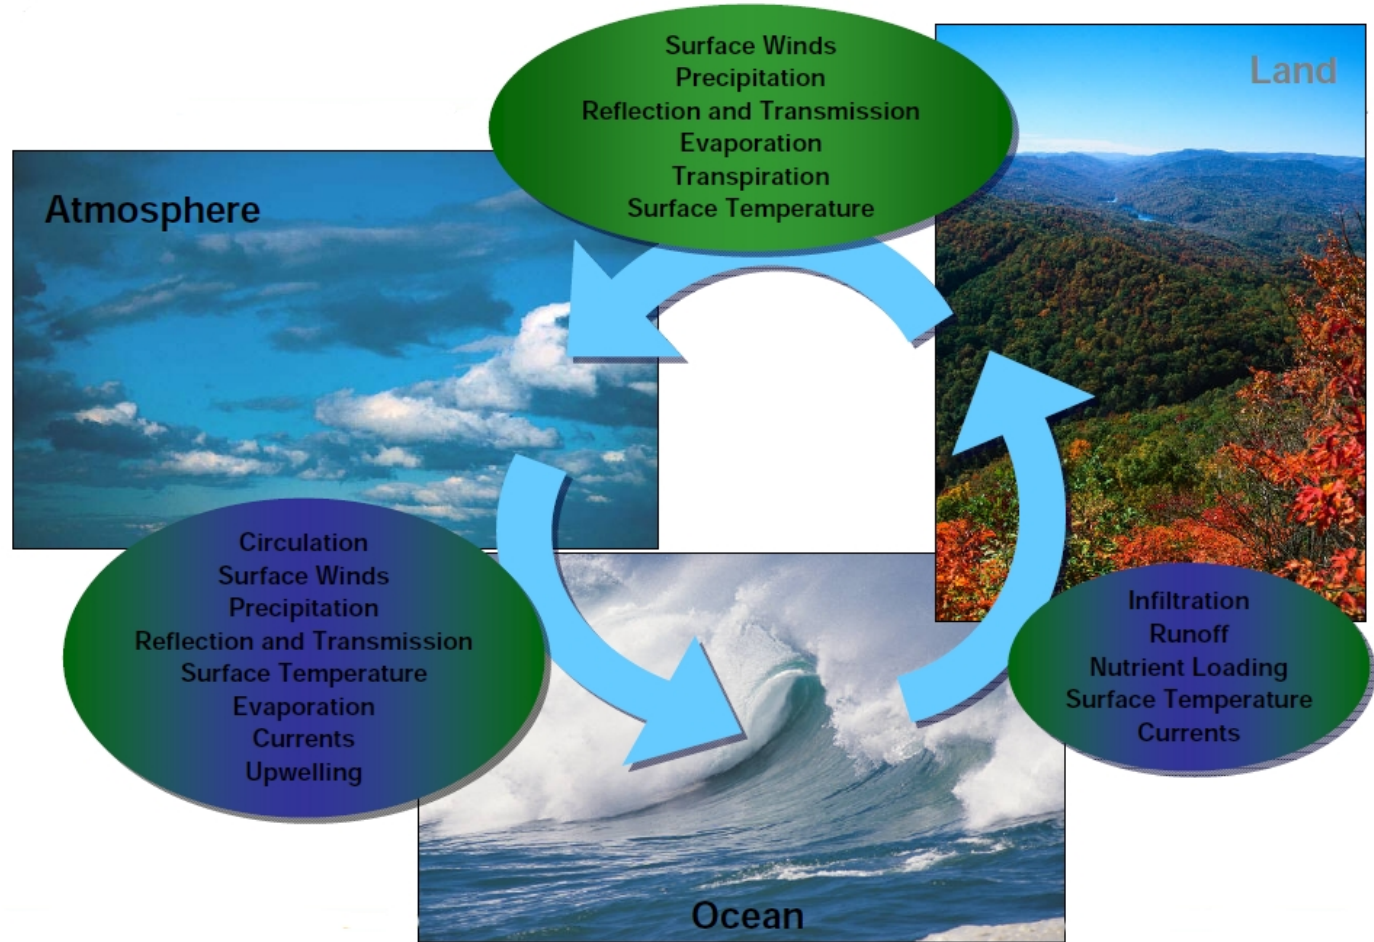 Surface Winds
Precipitation
Reflection and Transmission
Evaporation
Transpiration
Surface Temperature
Land
Atmosphere
Circulation
Surface Winds
Precipitation
Reflection and Transmission
Surface Temperature
Evaporation
Currents
Upwelling
Infiltration
Runoff
Nutrient Loading
Surface Temperature
Currents
Ocean